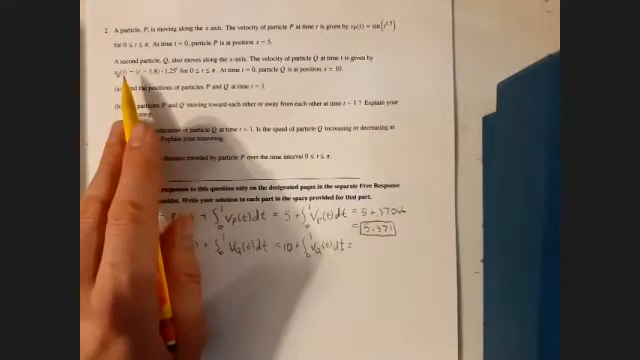 2. A particle, P, is moving along the x-axis. The velocity of particle P at time t is given by vP(t) = sin(t^1.5)
for 0 ≤ t ≤ π. At time t = 0, particle P is at position x = 5.
A second particle, Q, also moves along the x-axis. The velocity of particle Q at time t is given by
vQ(t) = (t − 1.8) · 1.25^t for 0 ≤ t ≤ π. At time t = 0, particle Q is at position x = 10.
(a) Find the positions of particles P and Q at time t = 1.
particles P and Q moving toward each other or away from each other at time t = 1? Explain your
of particle Q at time t = 1. Is the speed of particle Q increasing or decreasing at
Explain your reasoning.
distance traveled by particle P over the time interval 0 ≤ t ≤ π.
responses to this question only on the designated pages in the separate Free Response
booklet. Write your solution to each part in the space provided for that part.
+ ∫₀¹ vP(t)dt = 5 + ∫₀¹ vP(t)dt = 5 + .37066
= 5.371
+ ∫₀¹ vQ(t)dt = 10 + ∫₀¹ vQ(t)dt =